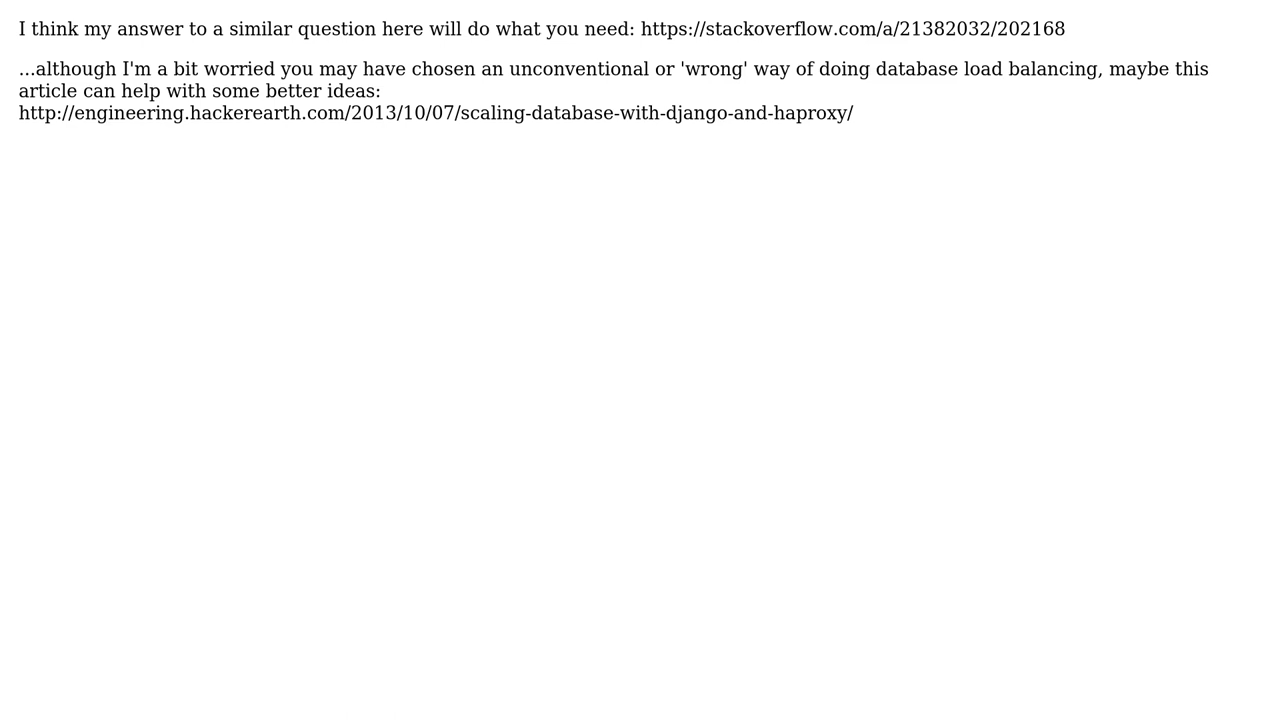 I think my answer to a similar question here will do what you need: https://stackoverflow.com/a/21382032/202168
...although I'm a bit worried you may have chosen an unconventional or 'wrong' way of doing database load balancing, maybe this
article can help with some better ideas:
http://engineering.hackerearth.com/2013/10/07/scaling-database-with-django-and-haproxy/